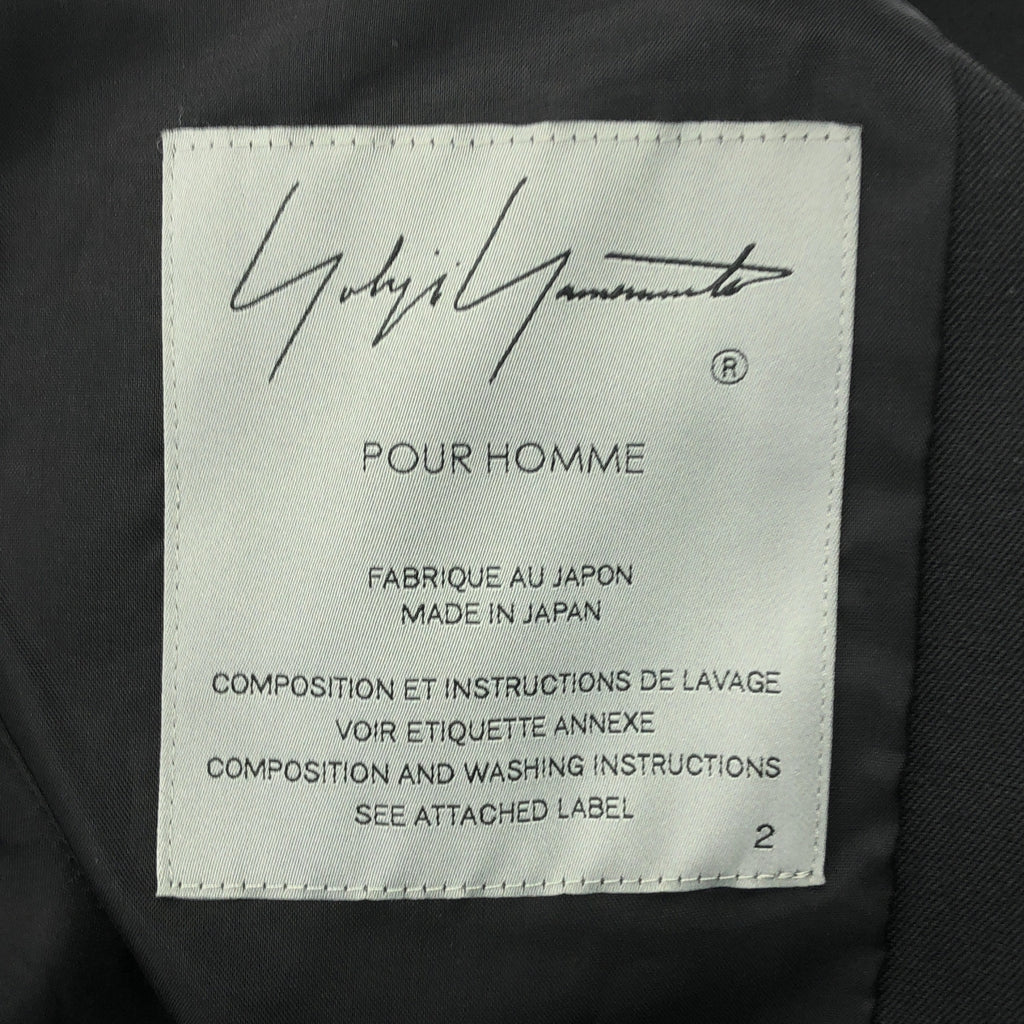 Yohji Yamamoto
®
POUR HOMME
FABRIQUE AU JAPON
MADE IN JAPAN
COMPOSITION ET INSTRUCTIONS DE LAVAGE
VOIR ETIQUETTE ANNEXE
COMPOSITION AND WASHING INSTRUCTIONS
SEE ATTACHED LABEL
2